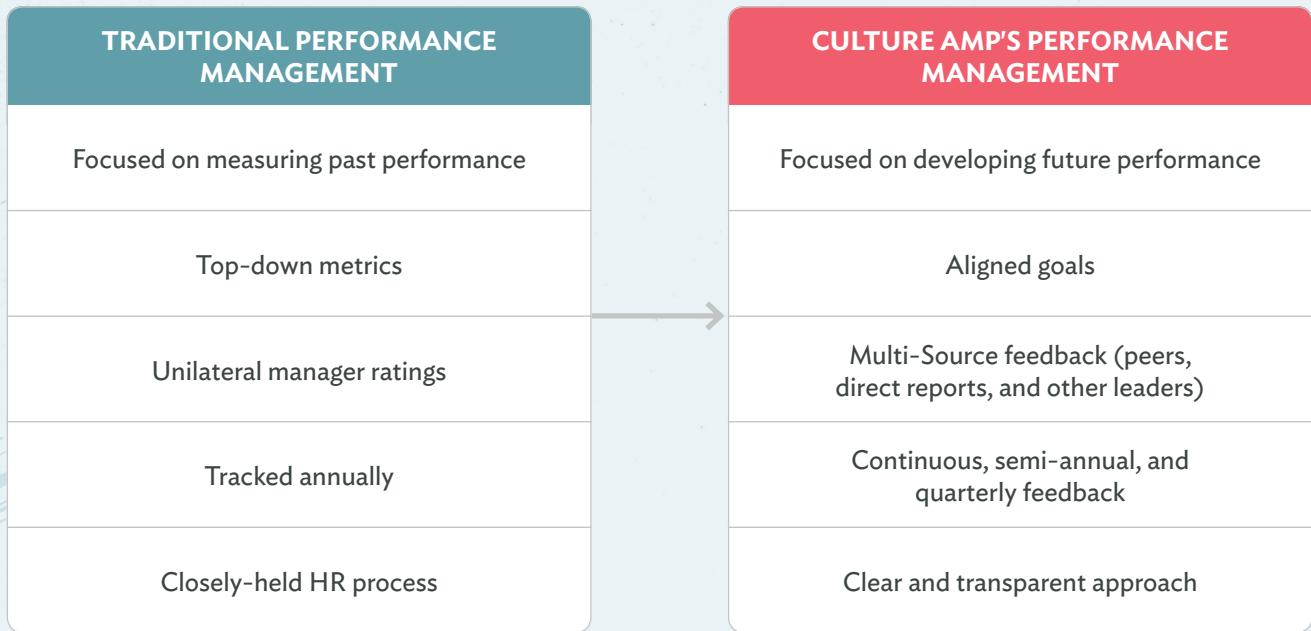 TRADITIONAL PERFORMANCE
MANAGEMENT
Focused on measuring past performance
Top-down metrics
Unilateral manager ratings
Tracked annually
Closely-held HR process
CULTURE AMP'S PERFORMANCE
MANAGEMENT
Focused on developing future performance
Aligned goals
Multi-Source feedback (peers,
direct reports, and other leaders)
Continuous, semi-annual, and
quarterly feedback
Clear and transparent approach